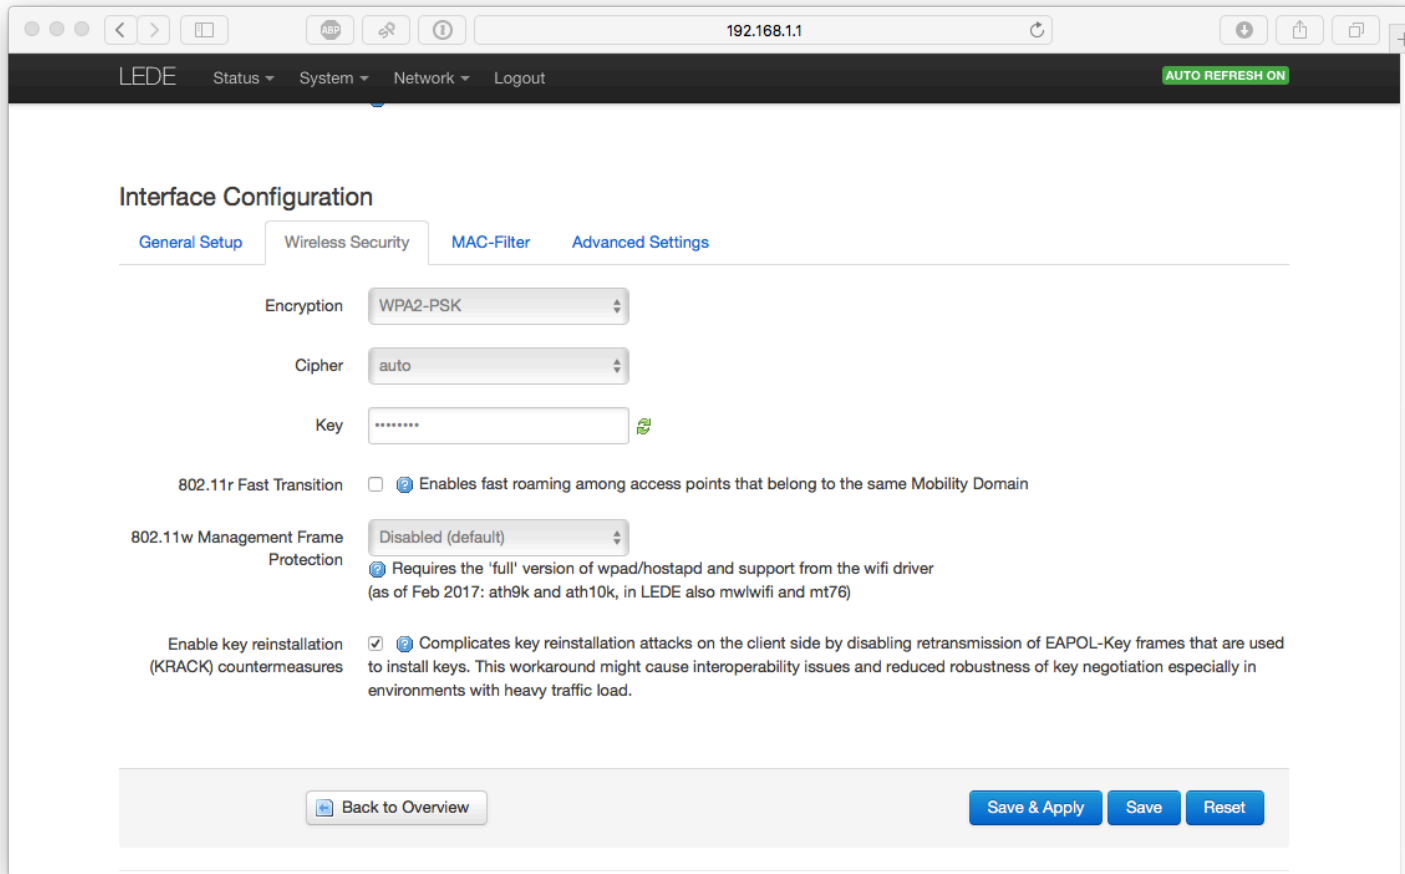 ABP
192.168.1.1
LEDE Status System Network Logout AUTO REFRESH ON
Interface Configuration
General Setup Wireless Security MAC-Filter Advanced Settings
Encryption WPA2-PSK
Cipher auto
Key ••••••••
802.11r Fast Transition Enables fast roaming among access points that belong to the same Mobility Domain
802.11w Management Frame
Protection
Disabled (default)
Requires the 'full' version of wpad/hostapd and support from the wifi driver
(as of Feb 2017: ath9k and ath10k, in LEDE also mwlwifi and mt76)
Enable key reinstallation
(KRACK) countermeasures
Complicates key reinstallation attacks on the client side by disabling retransmission of EAPOL-Key frames that are used
to install keys. This workaround might cause interoperability issues and reduced robustness of key negotiation especially in
environments with heavy traffic load.
Back to Overview Save & Apply Save Reset